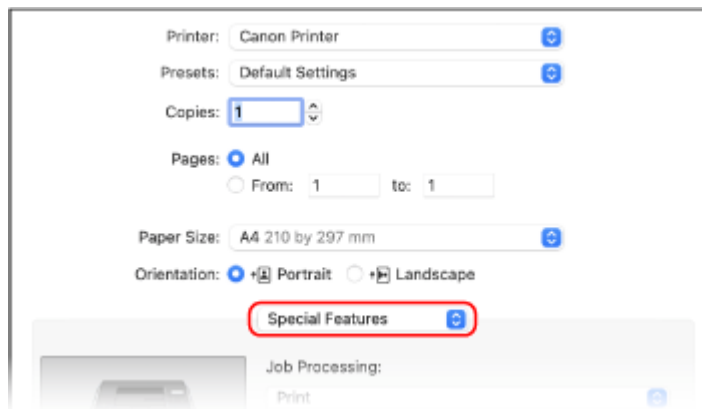 Printer: Canon Printer
Presets: Default Settings
Copies: 1
Pages: All
From: 1 to: 1
Paper Size: A4 210 by 297 mm
Orientation: Portrait Landscape
Special Features
Job Processing:
Print